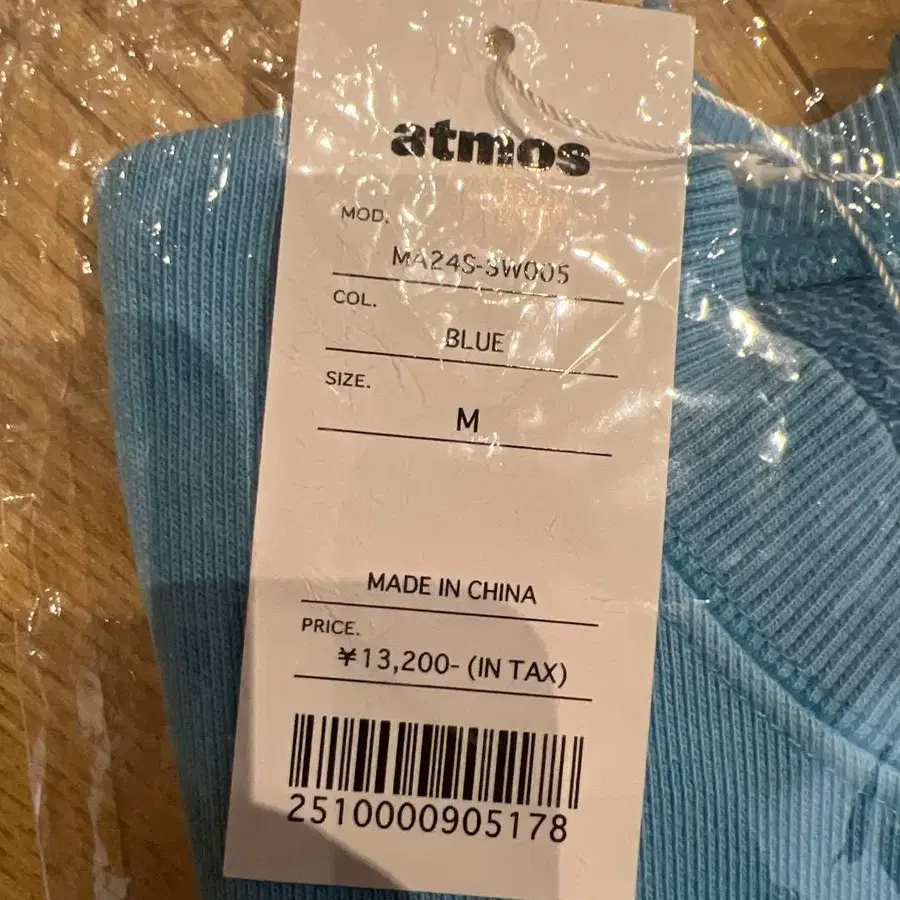 atmos
MOD.
MA24S-SW005
COL.
BLUE
SIZE.
M
MADE IN CHINA
PRICE.
¥13,200- (IN TAX)
2510000905178